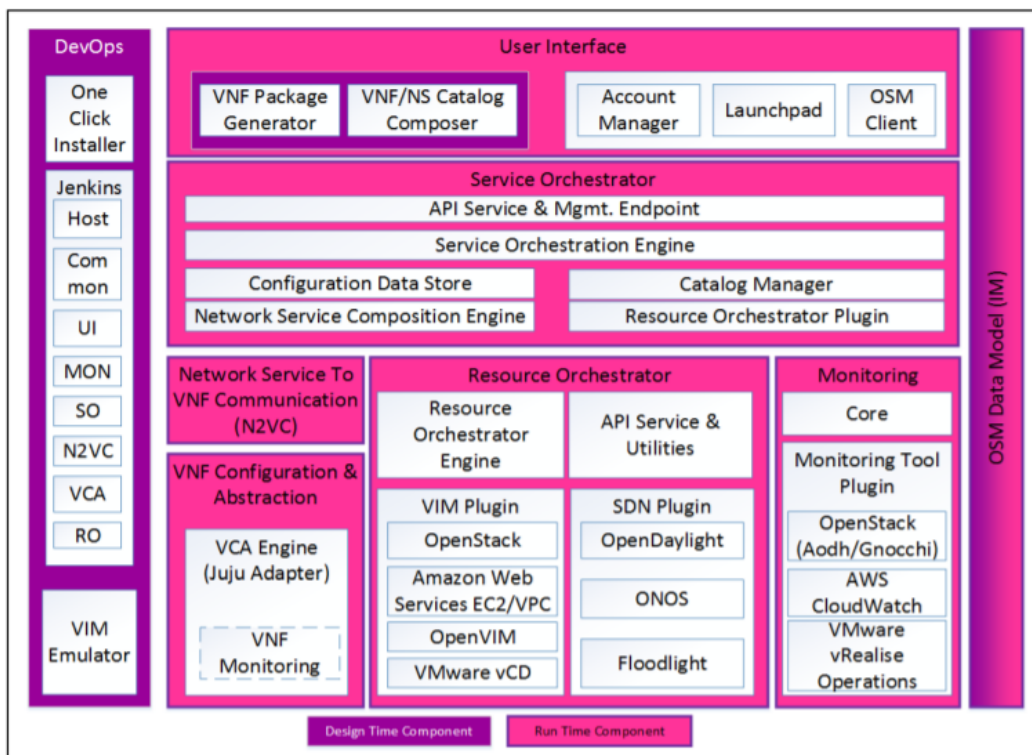 DevOps
One
Click
Installer
Jenkins
Host
Com
mon
UI
MON
SO
N2VC
VCA
RO
VIM
Emulator
User Interface
VNF Package
Generator
VNF/NS Catalog
Composer
Account
Manager
Launchpad
OSM
Client
Service Orchestrator
API Service & Mgmt. Endpoint
Service Orchestration Engine
Configuration Data Store
Catalog Manager
Network Service Composition Engine
Resource Orchestrator Plugin
Network Service To
VNF Communication
(N2VC)
VNF Configuration &
Abstraction
VCA Engine
(Juju Adapter)
VNF
Monitoring
Resource Orchestrator
Resource
Orchestrator
Engine
API Service &
Utilities
VIM Plugin
OpenStack
Amazon Web
Services EC2/VPC
OpenVIM
VMware vCD
SDN Plugin
OpenDaylight
ONOS
Floodlight
Monitoring
Core
Monitoring Tool
Plugin
OpenStack
(Aodh/Gnocchi)
AWS
CloudWatch
VMware
vRealise
Operations
OSM Data Model (IM)
Design Time Component
Run Time Component